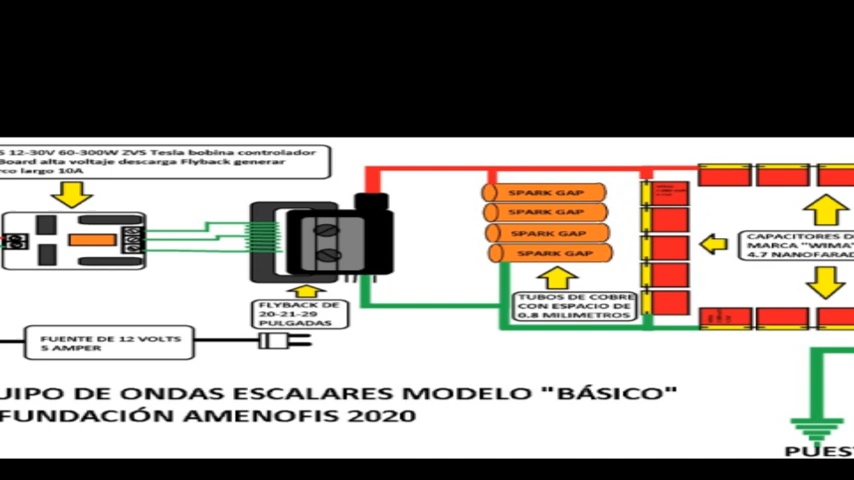 S 12-30V 60-300W ZVS Tesla bobina controlador
Board alta voltaje descarga Flyback generar
rco largo 10A
SPARK GAP
SPARK GAP
SPARK GAP
SPARK GAP
CAPACITORES D
MARCA "WIMA"
4.7 NANOFARAD
FLYBACK DE
20-21-29
PULGADAS
TUBOS DE COBRE
CON ESPACIO DE
0.8 MILIMETROS
FUENTE DE 12 VOLTS
5 AMPER
UIPO DE ONDAS ESCALARES MODELO "BÁSICO"
FUNDACIÓN AMENOFIS 2020
PUES